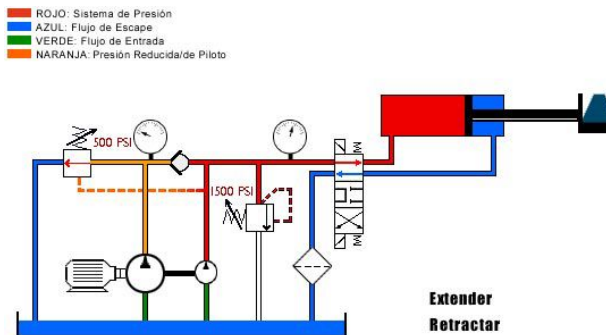 ROJO: Sistema de Presión
AZUL: Flujo de Escape
VERDE: Flujo de Entrada
NARANJA: Presión Reducida/de Piloto
500 PSI
1500 PSI
Extender
Retractar